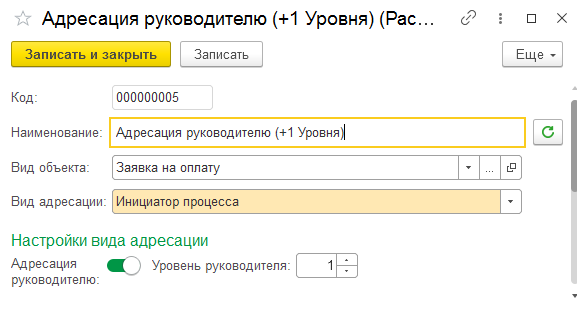 Адресация руководителю (+1 Уровня) (Рас...
Записать и закрыть Записать Еще
Код: 000000005
Наименование: Адресация руководителю (+1 Уровня)
Вид объекта: Заявка на оплату ...
Вид адресации: Инициатор процесса
Настройки вида адресации
Адресация руководителю: Уровень руководителя: 1